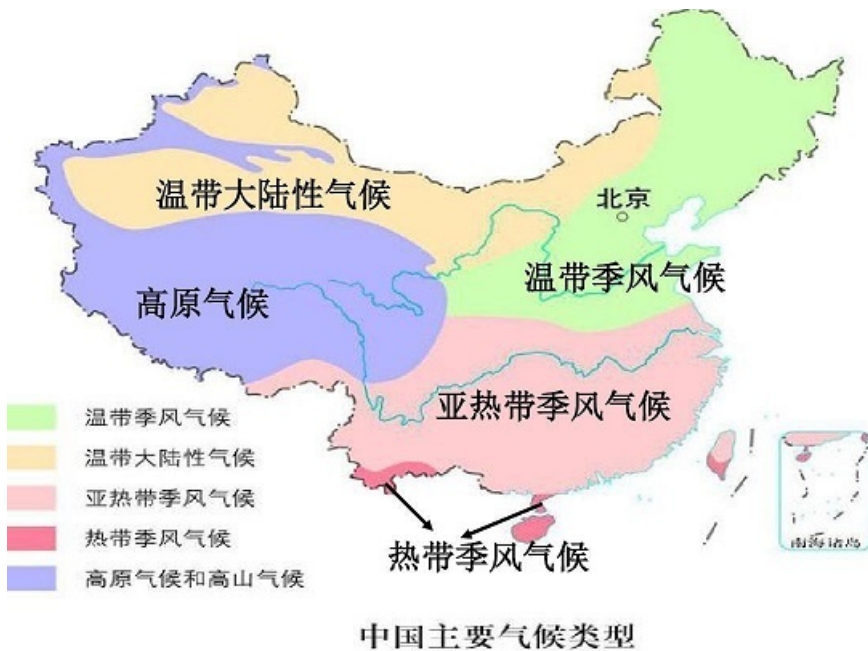 温带大陆性气候
北京
温带季风气候
高原气候
亚热带季风气候
热带季风气候
温带季风气候
温带大陆性气候
亚热带季风气候
热带季风气候
高原气候和高山气候
南海诸岛
中国主要气候类型